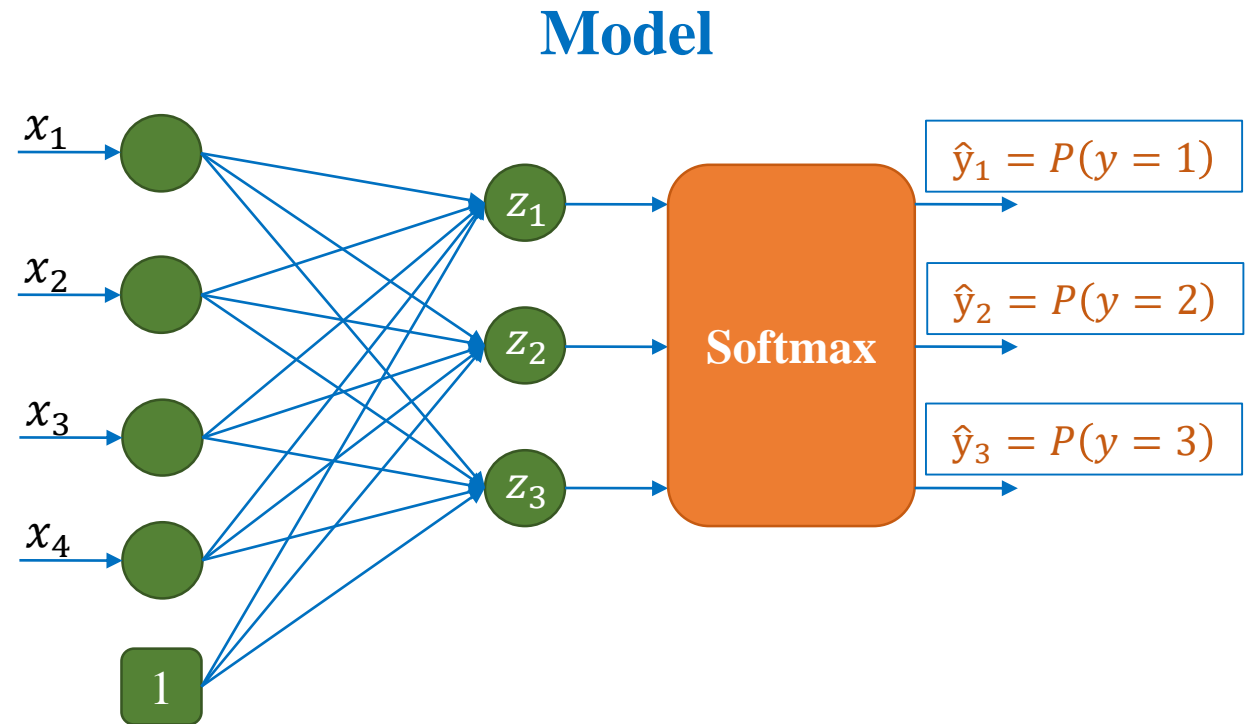 Model
x₁
x₂
x₃
x₄
1
z₁
z₂
z₃
Softmax
ŷ₁ = P(y = 1)
ŷ₂ = P(y = 2)
ŷ₃ = P(y = 3)